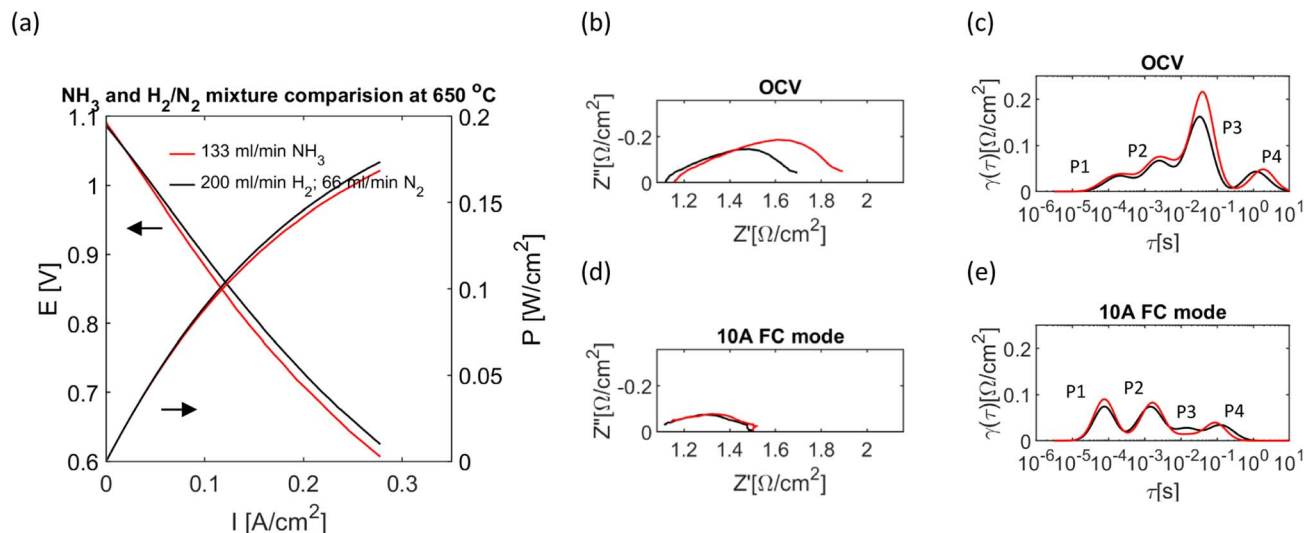 (a)
NH3 and H2/N2 mixture comparision at 650 °C
133 ml/min NH3
200 ml/min H2; 66 ml/min N2
1.1
1
0.9
0.8
0.7
0.6
E [V]
0.2
0.15
0.1
0.05
0
P [W/cm2]
0
0.1
0.2
0.3
I [A/cm2]
(b)
OCV
-0.2
0
Z''[Ω/cm2]
1.2
1.4
1.6
1.8
2
Z'[Ω/cm2]
(c)
OCV
0.2
0.1
0
γ(τ)[Ω/cm2]
P1
P2
P3
P4
10-6
10-5
10-4
10-3
10-2
10-1
100
101
τ[s]
(d)
10A FC mode
-0.2
0
Z''[Ω/cm2]
1.2
1.4
1.6
1.8
2
Z'[Ω/cm2]
(e)
10A FC mode
0.2
0.1
0
γ(τ)[Ω/cm2]
P1
P2
P3
P4
10-6
10-5
10-4
10-3
10-2
10-1
100
101
τ[s]